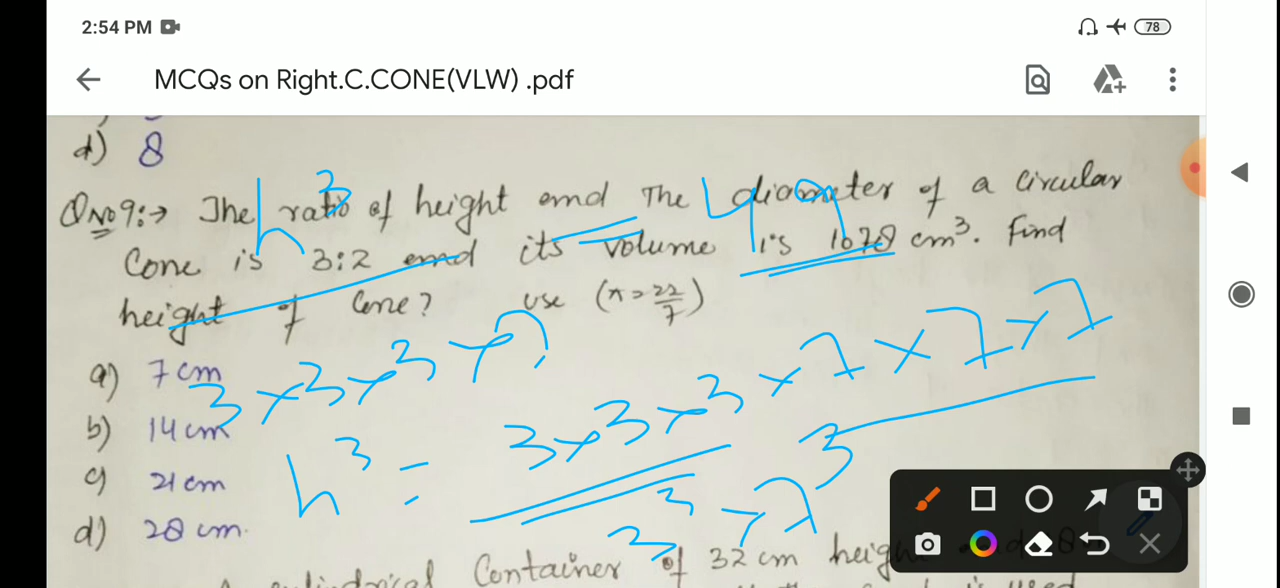 2:54 PM
78
MCQs on Right.C.CONE(VLW) .pdf
d) 8
Q No 9:→ The ratio of height and The diameter of a circular
Cone is 3:2 and its volume is 1078 cm³. Find
height of Cone? use (π = 22/7)
a) 7 cm
3×3×3×7
3×3×3×7×7×7
b) 14 cm
h³ =
c) 21 cm
3³ × 7³
d) 28 cm.
Container of 32 cm